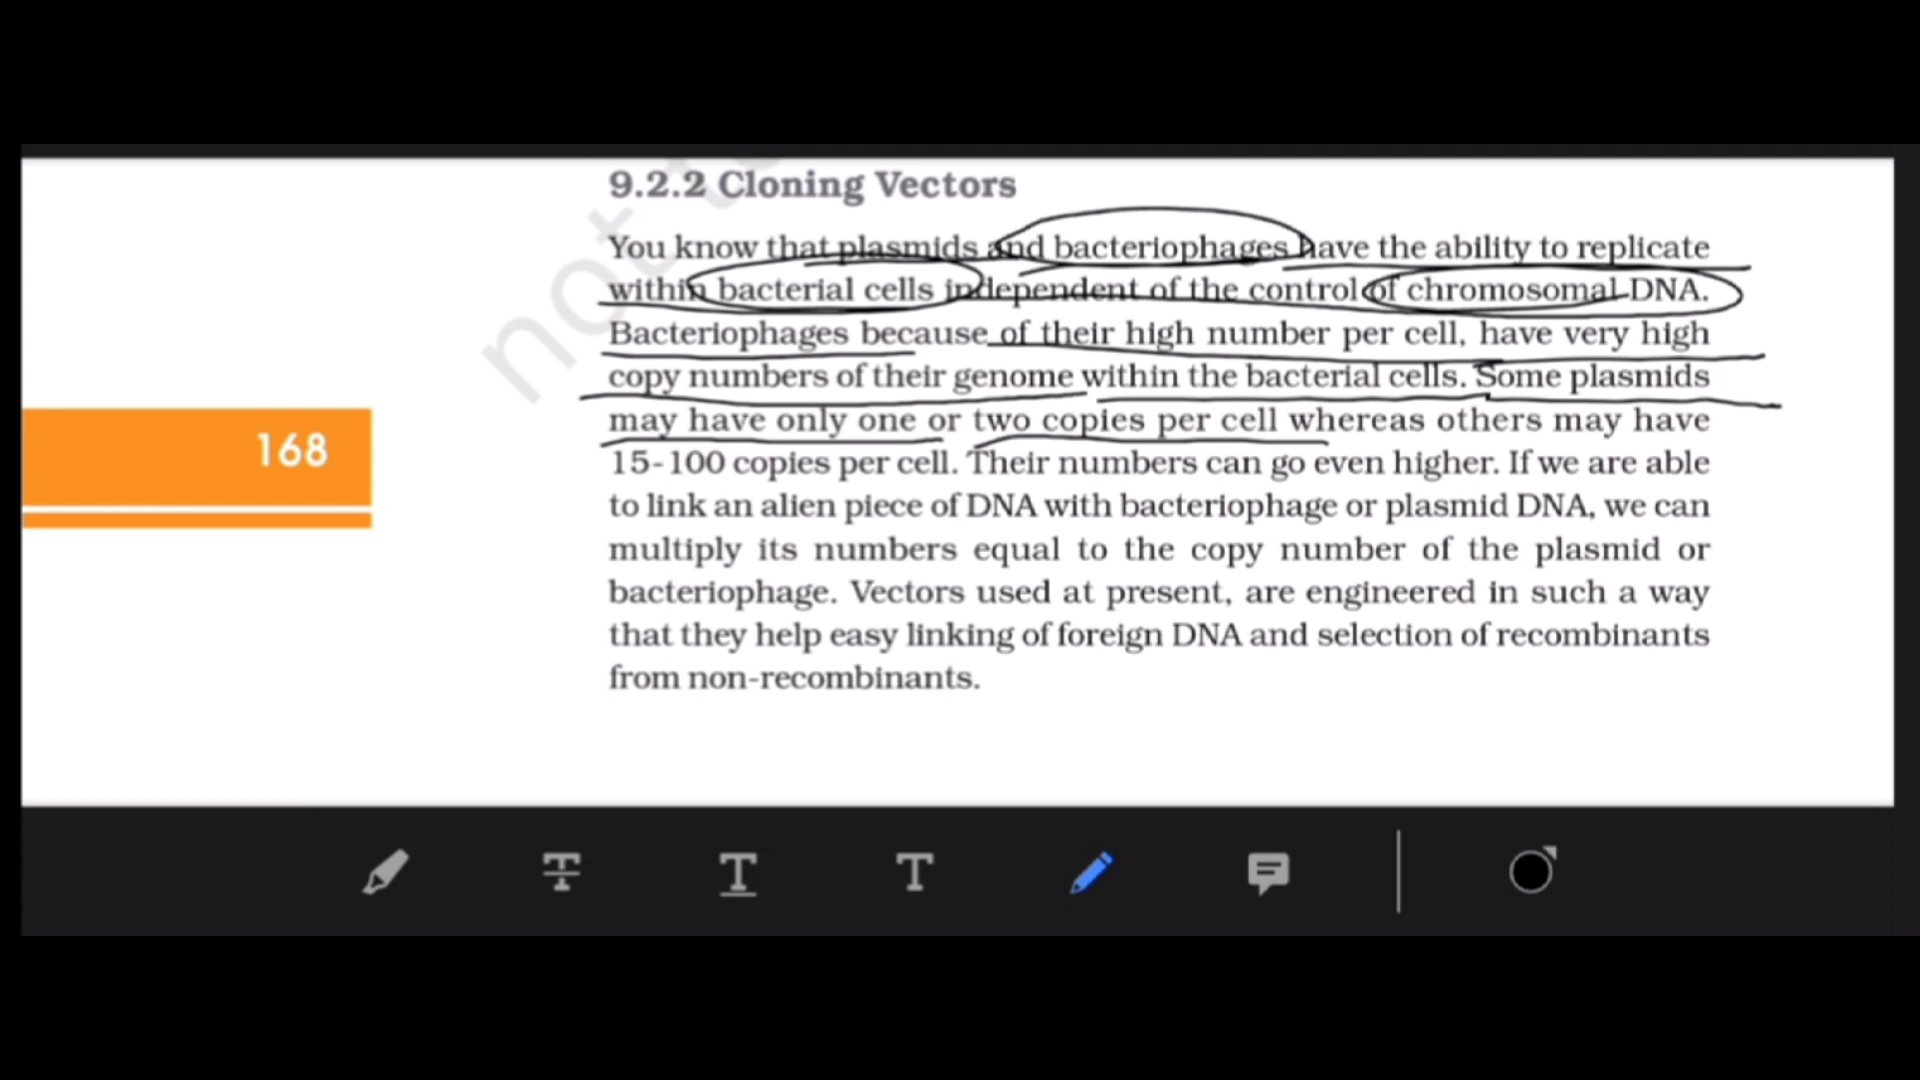 9.2.2 Cloning Vectors
You know that plasmids and bacteriophages have the ability to replicate
within bacterial cells independent of the control of chromosomal DNA.
Bacteriophages because of their high number per cell, have very high
copy numbers of their genome within the bacterial cells. Some plasmids
may have only one or two copies per cell whereas others may have
15-100 copies per cell. Their numbers can go even higher. If we are able
to link an alien piece of DNA with bacteriophage or plasmid DNA, we can
multiply its numbers equal to the copy number of the plasmid or
bacteriophage. Vectors used at present, are engineered in such a way
that they help easy linking of foreign DNA and selection of recombinants
from non-recombinants.
168
not
T
T
T